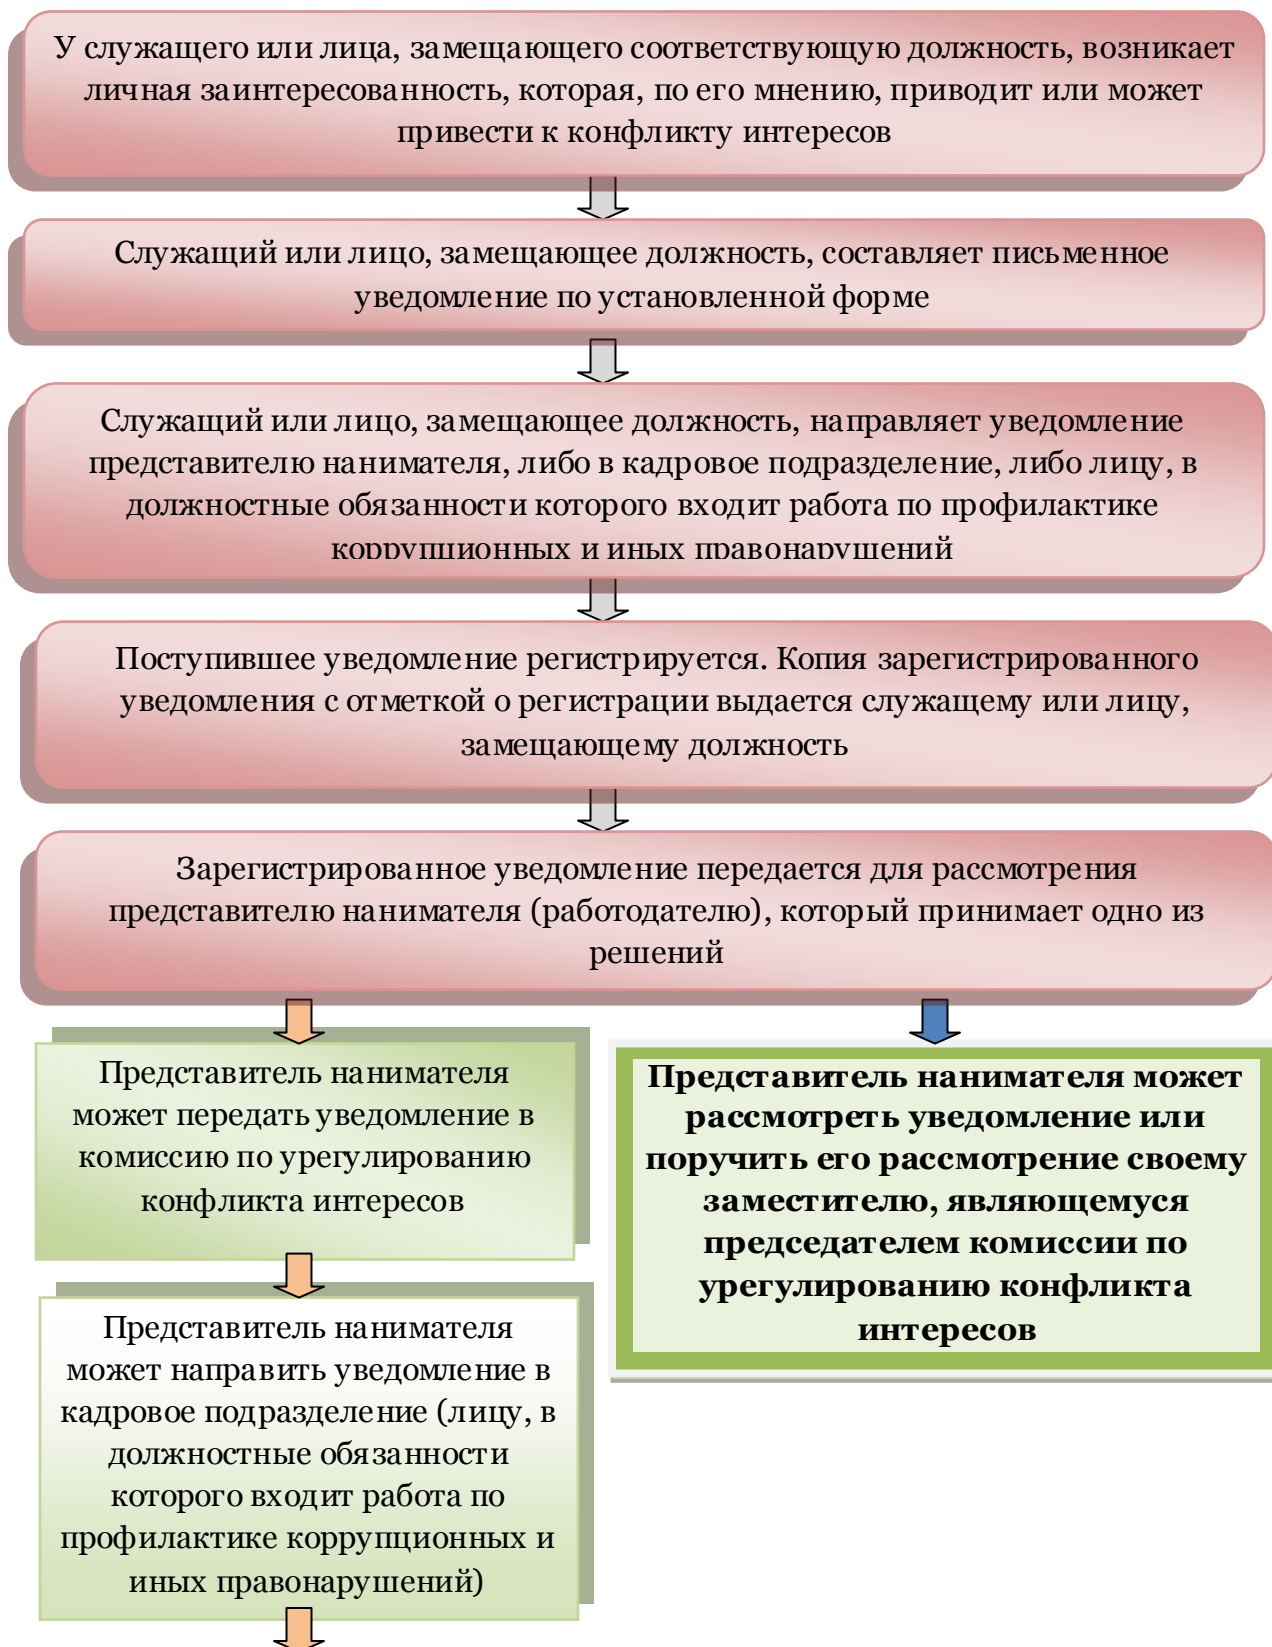 У служащего или лица, замещающего соответствующую должность, возникает
личная заинтересованность, которая, по его мнению, приводит или может
привести к конфликту интересов
Служащий или лицо, замещающее должность, составляет письменное
уведомление по установленной форме
Служащий или лицо, замещающее должность, направляет уведомление
представителю нанимателя, либо в кадровое подразделение, либо лицу, в
должностные обязанности которого входит работа по профилактике
коррупционных и иных правонарушений
Поступившее уведомление регистрируется. Копия зарегистрированного
уведомления с отметкой о регистрации выдается служащему или лицу,
замещающему должность
Зарегистрированное уведомление передается для рассмотрения
представителю нанимателя (работодателю), который принимает одно из
решений
Представитель нанимателя
может передать уведомление в
комиссию по урегулированию
конфликта интересов
Представитель нанимателя
может направить уведомление в
кадровое подразделение (лицу, в
должностные обязанности
которого входит работа по
профилактике коррупционных и
иных правонарушений)
Представитель нанимателя может
рассмотреть уведомление или
поручить его рассмотрение своему
заместителю, являющемуся
председателем комиссии по
урегулированию конфликта
интересов